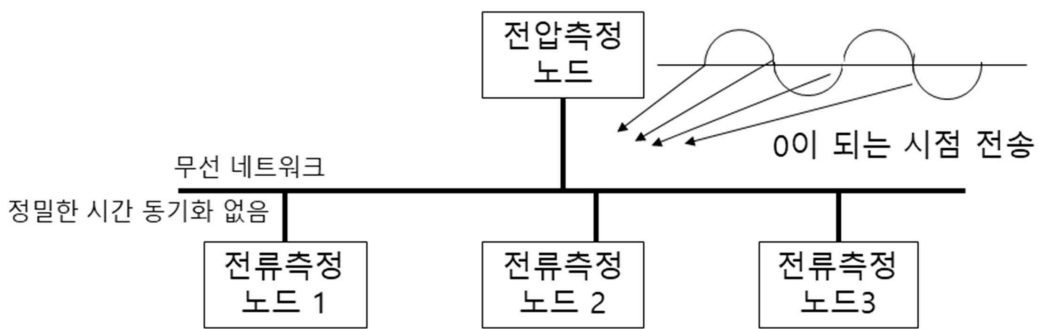 전압측정
노드
0이 되는 시점 전송
무선 네트워크
정밀한 시간 동기화 없음
전류측정
노드 1
전류측정
노드 2
전류측정
노드3